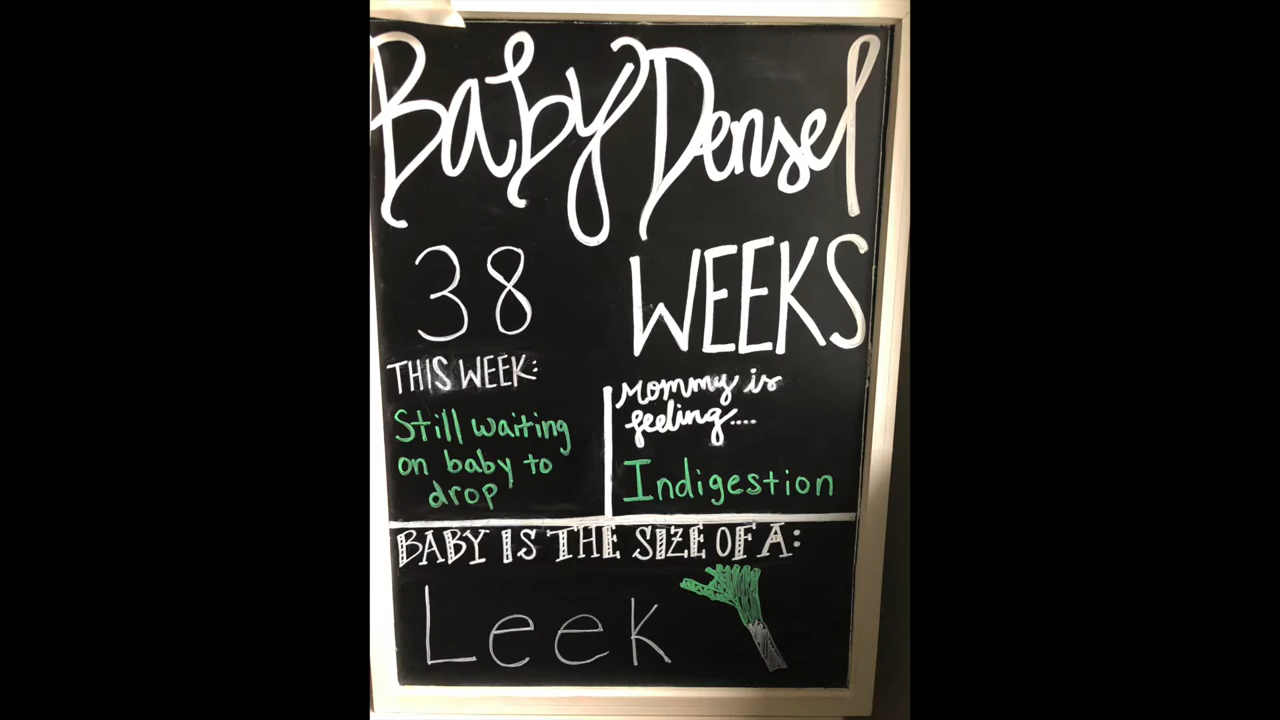 Baby Densel
38 WEEKS
THIS WEEK:
Still waiting
on baby to
drop
Mommy is
feeling....
Indigestion
BABY IS THE SIZE OF A:
Leek